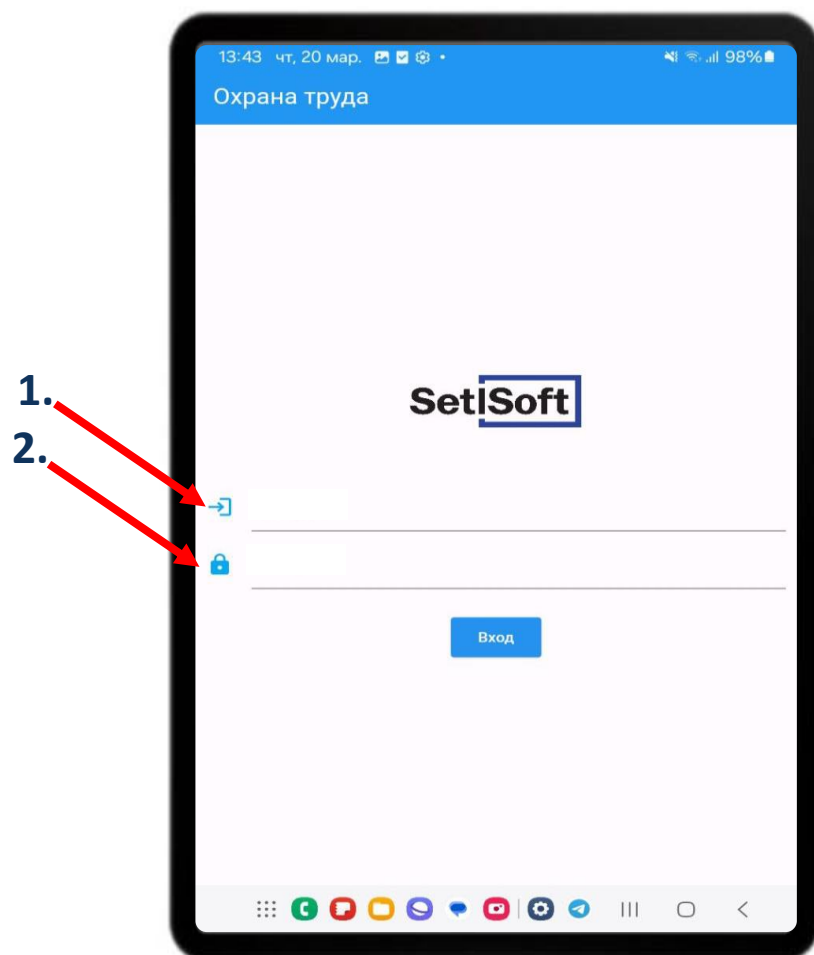 13:43 чт, 20 мар. 98%
Охрана труда
SetlSoft
1.
2.
Вход